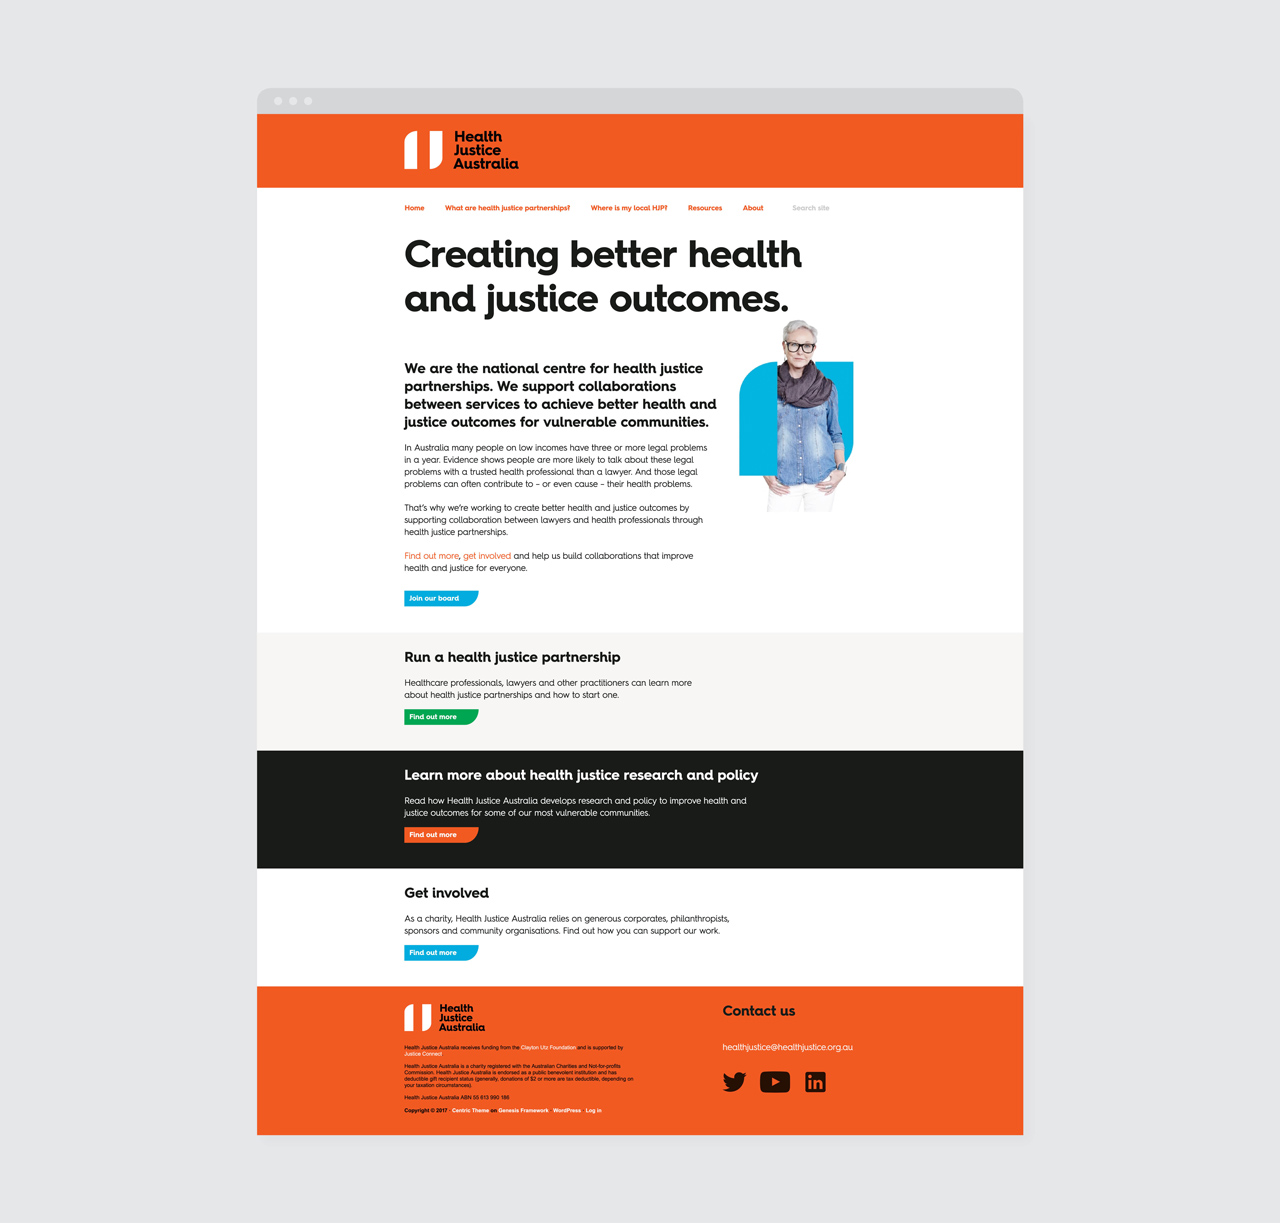 Health
Justice
Australia
Home What are health justice partnerships? Where is my local HJP? Resources About Search site
Creating better health
and justice outcomes.
We are the national centre for health justice
partnerships. We support collaborations
between services to achieve better health and
justice outcomes for vulnerable communities.
In Australia many people on low incomes have three or more legal problems
in a year. Evidence shows people are more likely to talk about these legal
problems with a trusted health professional than a lawyer. And those legal
problems can often contribute to – or even cause – their health problems.
That's why we're working to create better health and justice outcomes by
supporting collaboration between lawyers and health professionals through
health justice partnerships.
Find out more, get involved and help us build collaborations that improve
health and justice for everyone.
Join our board
Run a health justice partnership
Healthcare professionals, lawyers and other practitioners can learn more
about health justice partnerships and how to start one.
Find out more
Learn more about health justice research and policy
Read how Health Justice Australia develops research and policy to improve health and
justice outcomes for some of our most vulnerable communities.
Find out more
Get involved
As a charity, Health Justice Australia relies on generous corporates, philanthropists,
sponsors and community organisations. Find out how you can support our work.
Find out more
Health
Justice
Australia
Health Justice Australia receives funding from the Clayton Utz Foundation and is supported by
Justice Connect
Health Justice Australia is a charity registered with the Australian Charities and Not-for-profits
Commission. Health Justice Australia is endorsed as a public benevolent institution and has
deductible gift recipient status (generally, donations of $2 or more are tax deductible, depending on
your taxation circumstances).
Health Justice Australia ABN 55 613 990 186
Copyright © 2017 · Centric Theme on Genesis Framework · WordPress · Log in
Contact us
healthjustice@healthjustice.org.au
in